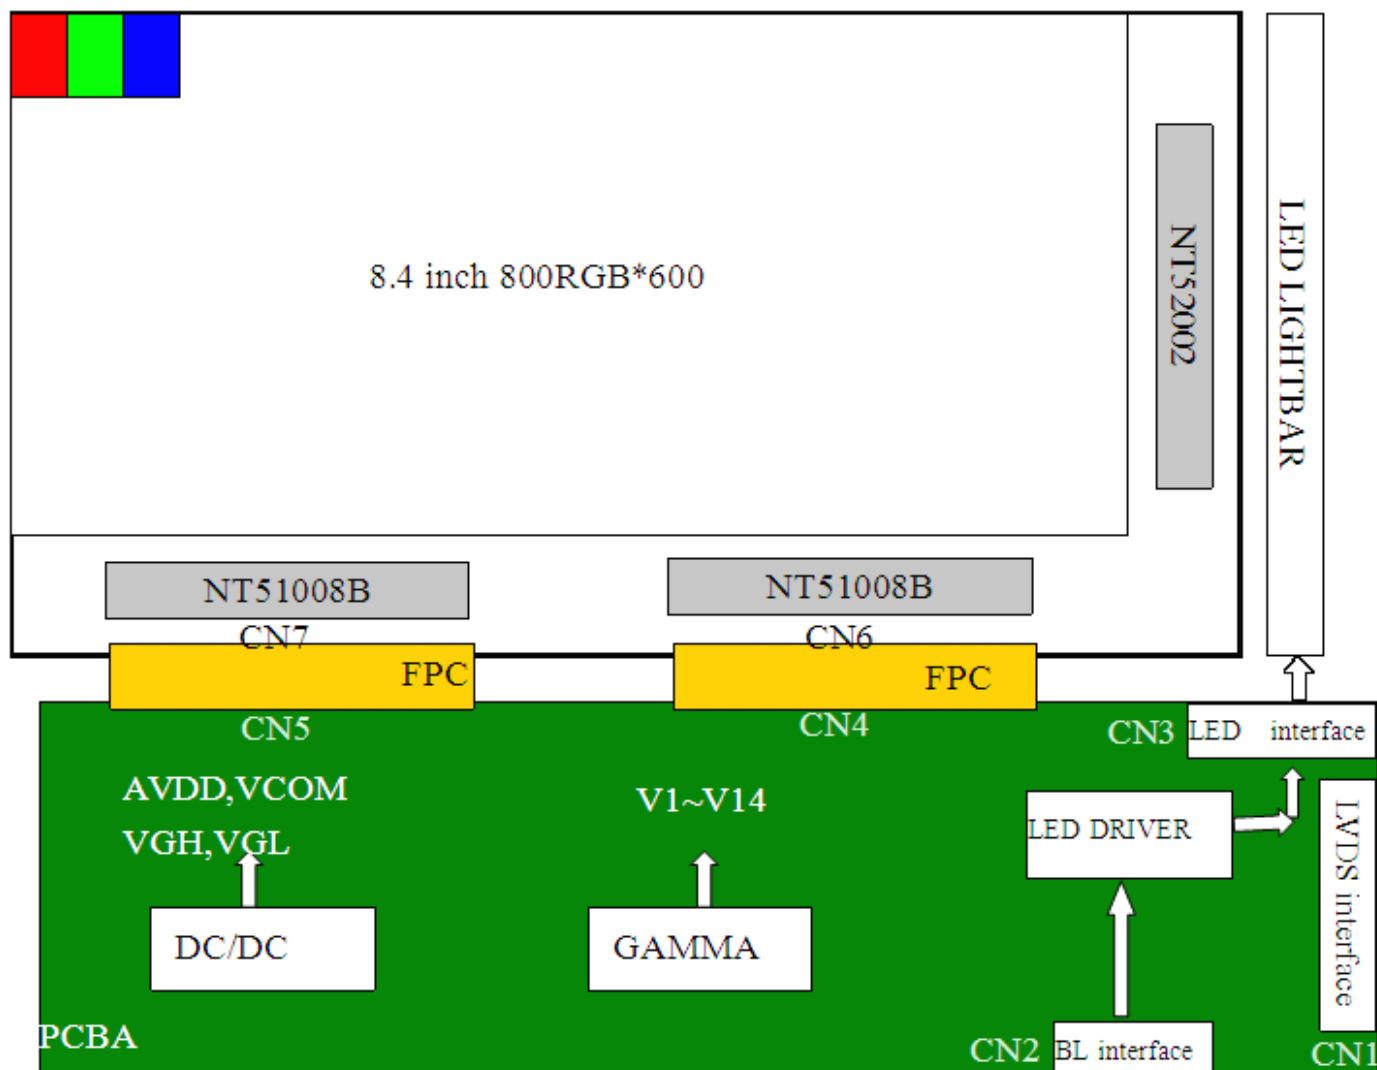 8.4 inch 800RGB*600
NT52002
LED LIGHTBAR
NT51008B
NT51008B
CN7
CN6
FPC
FPC
CN5
CN4
CN3
LED interface
AVDD,VCOM
VGH,VGL
V1~V14
LED DRIVER
LVDS interface
DC/DC
GAMMA
PCBA
CN2
BL interface
CN1